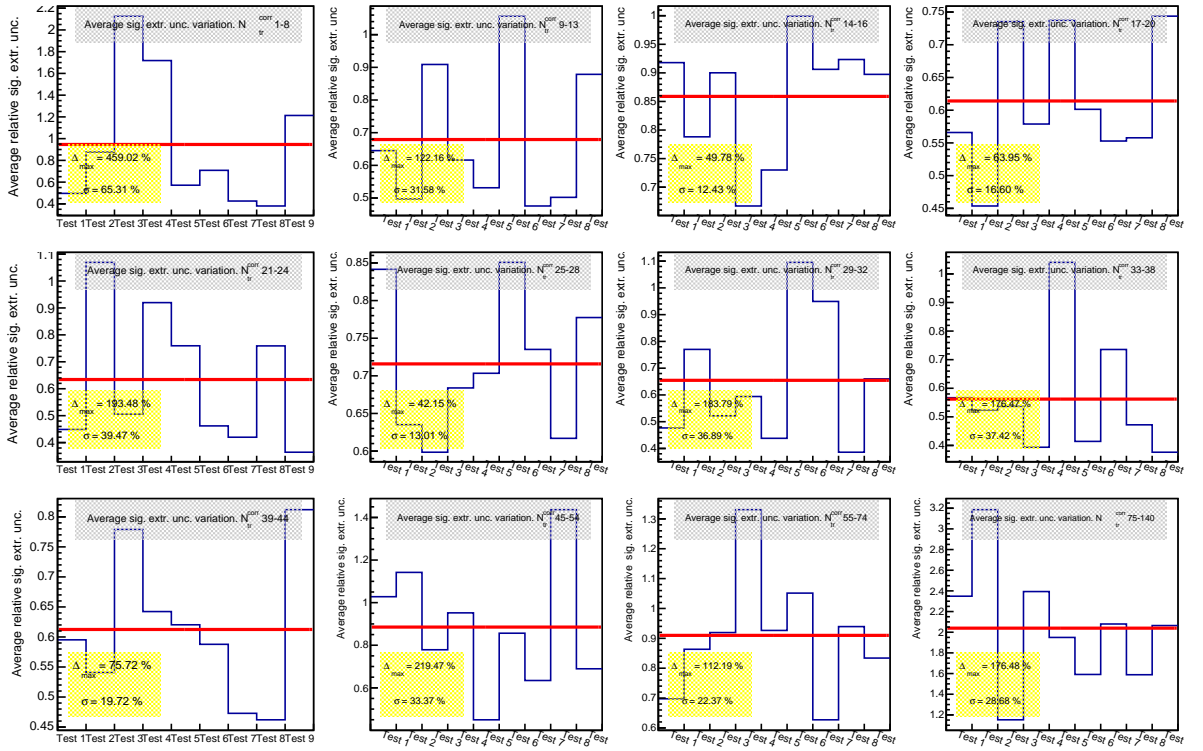 Average sig. extr. unc. variation. N_tr^corr 1-8
Average relative sig. extr. unc
2.2
2
1.8
1.6
1.4
1.2
1
0.8
0.6
0.4
Δ_max = 459.02 %
σ = 65.31 %
Test 1 Test 2 Test 3 Test 4 Test 5 Test 6 Test 7 Test 8 Test 9
Average sig. extr. unc. variation. N_tr^corr 9-13
Average relative sig. extr. unc
1
0.9
0.8
0.7
0.6
0.5
Δ_max = 122.16 %
σ = 31.58 %
Test 1 Test 2 Test 3 Test 4 Test 5 Test 6 Test 7 Test 8 Test
Average sig. extr. unc. variation. N_tr^corr 14-16
Average relative sig. extr. unc
1
0.95
0.9
0.85
0.8
0.75
0.7
Δ_max = 49.78 %
σ = 12.43 %
Test 1 Test 2 Test 3 Test 4 Test 5 Test 6 Test 7 Test 8 Test
Average sig. extr. unc. variation. N_tr^corr 17-20
Average relative sig. extr. unc
0.75
0.7
0.65
0.6
0.55
0.5
0.45
Δ_max = 63.95 %
σ = 16.60 %
Test 1 Test 2 Test 3 Test 4 Test 5 Test 6 Test 7 Test 8 Test
Average sig. extr. unc. variation. N_tr^corr 21-24
Average relative sig. extr. unc.
1.1
1
0.9
0.8
0.7
0.6
0.5
0.4
Δ_max = 193.48 %
σ = 39.47 %
Test 1 Test 2 Test 3 Test 4 Test 5 Test 6 Test 7 Test 8 Test 9
Average sig. extr. unc. variation. N_tr^corr 25-28
Average relative sig. extr. unc.
0.85
0.8
0.75
0.7
0.65
0.6
Δ_max = 42.15 %
σ = 13.01 %
Test 1 Test 2 Test 3 Test 4 Test 5 Test 6 Test 7 Test 8 Test
Average sig. extr. unc. variation. N_tr^corr 29-32
Average relative sig. extr. unc.
1.1
1
0.9
0.8
0.7
0.6
0.5
0.4
Δ_max = 183.79 %
σ = 36.89 %
Test 1 Test 2 Test 3 Test 4 Test 5 Test 6 Test 7 Test 8 Test
Average sig. extr. unc. variation. N_tr^corr 33-38
Average relative sig. extr. unc.
1
0.9
0.8
0.7
0.6
0.5
0.4
Δ_max = 176.47 %
σ = 37.42 %
Test 1 Test 2 Test 3 Test 4 Test 5 Test 6 Test 7 Test 8 Test
Average sig. extr. unc. variation. N_tr^corr 39-44
Average relative sig. extr. unc.
0.8
0.75
0.7
0.65
0.6
0.55
0.5
0.45
Δ_max = 75.72 %
σ = 19.72 %
Test 1 Test 2 Test 3 Test 4 Test 5 Test 6 Test 7 Test 8 Test 9
Average sig. extr. unc. variation. N_tr^corr 45-54
Average relative sig. extr. unc.
1.4
1.2
1
0.8
0.6
Δ_max = 219.47 %
σ = 33.37 %
Test 1 Test 2 Test 3 Test 4 Test 5 Test 6 Test 7 Test 8 Test
Average sig. extr. unc. variation. N_tr^corr 55-74
Average relative sig. extr. unc.
1.3
1.2
1.1
1
0.9
0.8
0.7
0.6
Δ_max = 112.19 %
σ = 22.37 %
Test 1 Test 2 Test 3 Test 4 Test 5 Test 6 Test 7 Test 8 Test
Average sig. extr. unc. variation. N_tr^corr 75-140
Average relative sig. extr. unc.
3.2
3
2.8
2.6
2.4
2.2
2
1.8
1.6
1.4
1.2
Δ_max = 176.48 %
σ = 28.68 %
Test 1 Test 2 Test 3 Test 4 Test 5 Test 6 Test 7 Test 8 Test